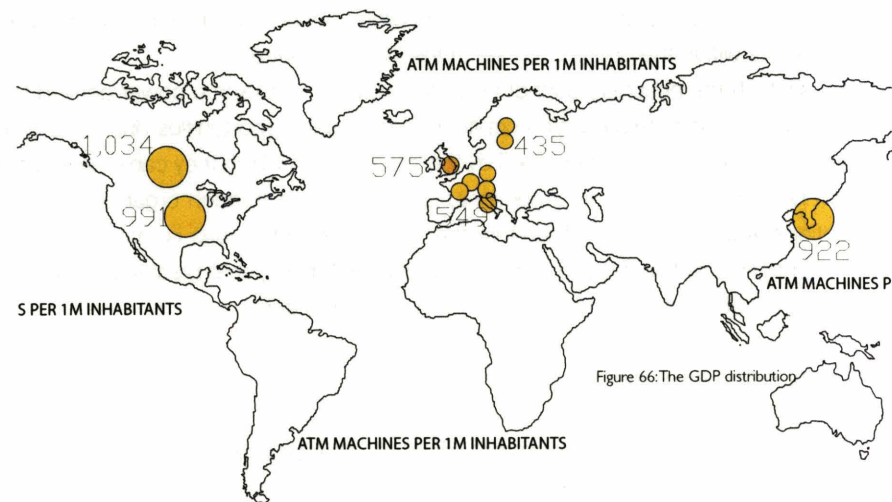 ATM MACHINES PER 1M INHABITANTS
1,034
575
435
991
549
922
ATM MACHINES P
S PER 1M INHABITANTS
Figure 66: The GDP distribution
ATM MACHINES PER 1M INHABITANTS